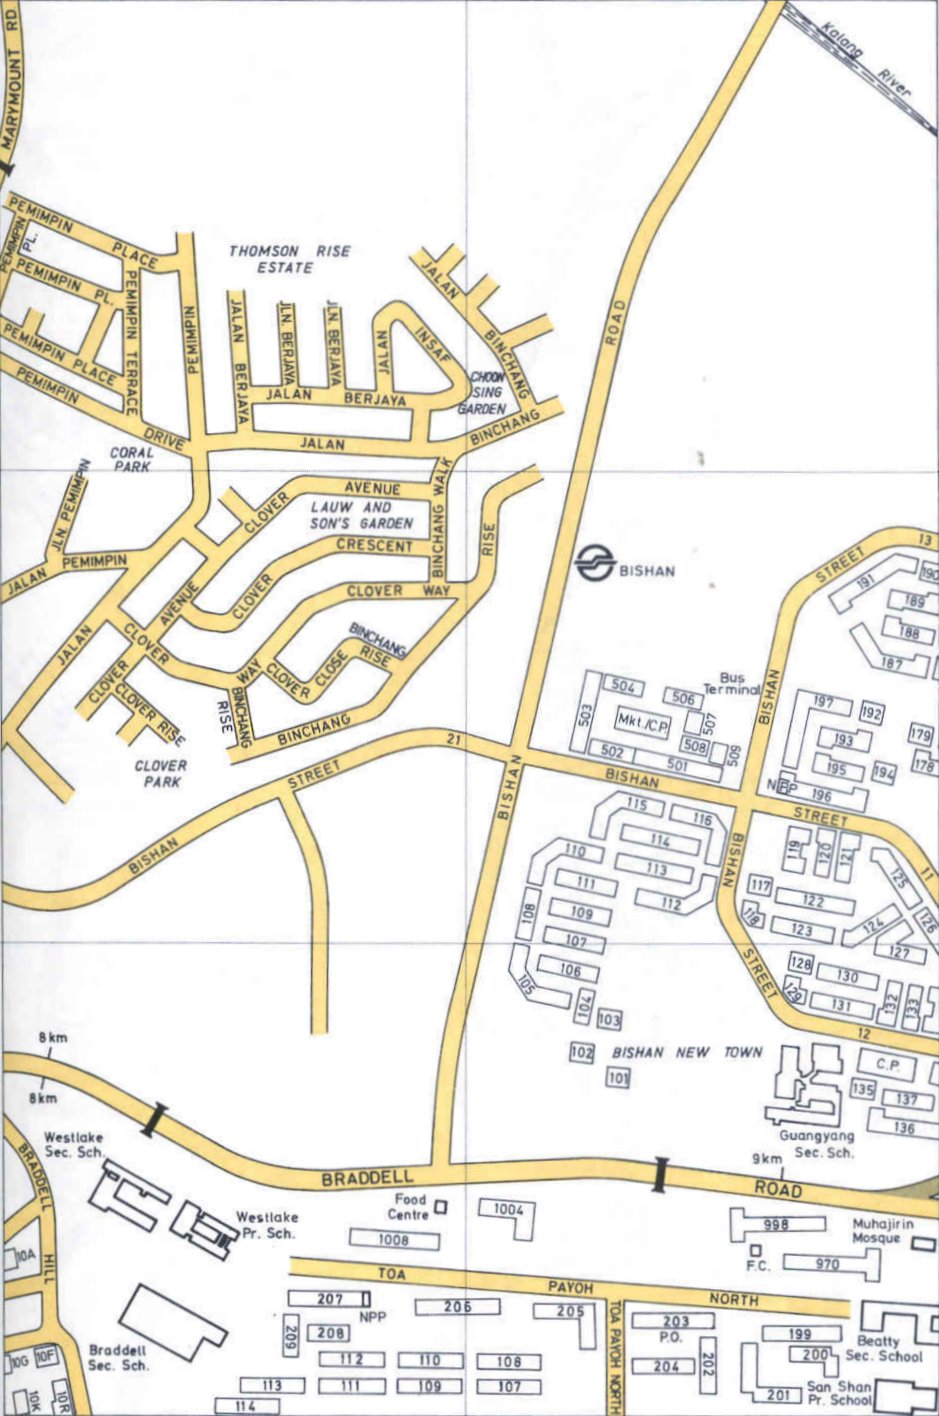 MARYMOUNT RD
Kalang
River
PEMIMPIN PLACE
PEMIMPIN
PL.
PEMIMPIN PL.
PEMIMPIN TERRACE
PEMIMPIN PLACE
PEMIMPIN DRIVE
PEMIMPIN
THOMSON RISE
ESTATE
JALAN BERJAYA
JLN. BERJAYA
JLN. BERJAYA
JALAN INSAF
JALAN BERJAYA
JALAN BINCHANG
CHOON
SING
GARDEN
JALAN BINCHANG
ROAD
CORAL
PARK
JLN. PEMIMPIN
JALAN PEMIMPIN
JALAN
CLOVER AVENUE
LAUW AND
SON'S GARDEN
BINCHANG WALK
CLOVER CRESCENT
CLOVER WAY
RISE
AVENUE
CLOVER
CLOVER
CLOVER RISE
WAY
CLOVER CLOSE
BINCHANG
RISE
BINCHANG
RISE
BINCHANG
CLOVER
PARK
BISHAN
STREET 13
191
190
189
188
187
BISHAN
Bus
Terminal
504
506
503
Mkt./C.P.
507
508
509
502
501
197
192
193
195
194
196
179
178
NPP
BISHAN STREET 21
BISHAN
BISHAN STREET 11
115
116
114
113
112
110
111
109
108
107
106
105
104
103
102
101
BISHAN STREET 12
119
120
121
125
117
122
118
123
124
126
127
128
130
129
131
132
133
BISHAN NEW TOWN
C.P.
135
137
136
Guangyang
Sec. Sch.
8km
8km
9km
BRADDELL ROAD
Westlake
Sec. Sch.
Westlake
Pr. Sch.
BRADDELL HILL
Food
Centre
1004
1008
998
F.C.
970
Muhajirin
Mosque
10A
TOA PAYOH NORTH
207
NPP
206
205
209
208
112
110
108
113
111
109
107
114
TOA PAYOH NORTH
203
P.O.
204
202
199
200
201
Beatty
Sec. School
San Shan
Pr. School
Braddell
Sec. Sch.
10G
10F
10K
10R